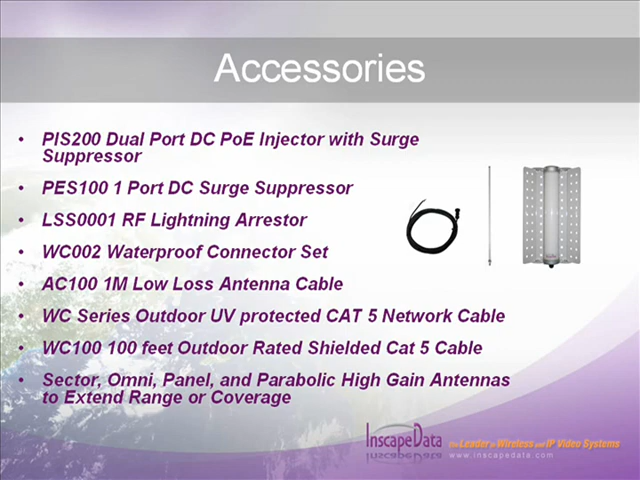 Accessories
• PIS200 Dual Port DC PoE Injector with Surge
Suppressor
• PES100 1 Port DC Surge Suppressor
• LSS0001 RF Lightning Arrestor
• WC002 Waterproof Connector Set
• AC100 1M Low Loss Antenna Cable
• WC Series Outdoor UV protected CAT 5 Network Cable
• WC100 100 feet Outdoor Rated Shielded Cat 5 Cable
• Sector, Omni, Panel, and Parabolic High Gain Antennas
to Extend Range or Coverage
InscapeData the Leader in Wireless and IP Video Systems
www.inscapedata.com